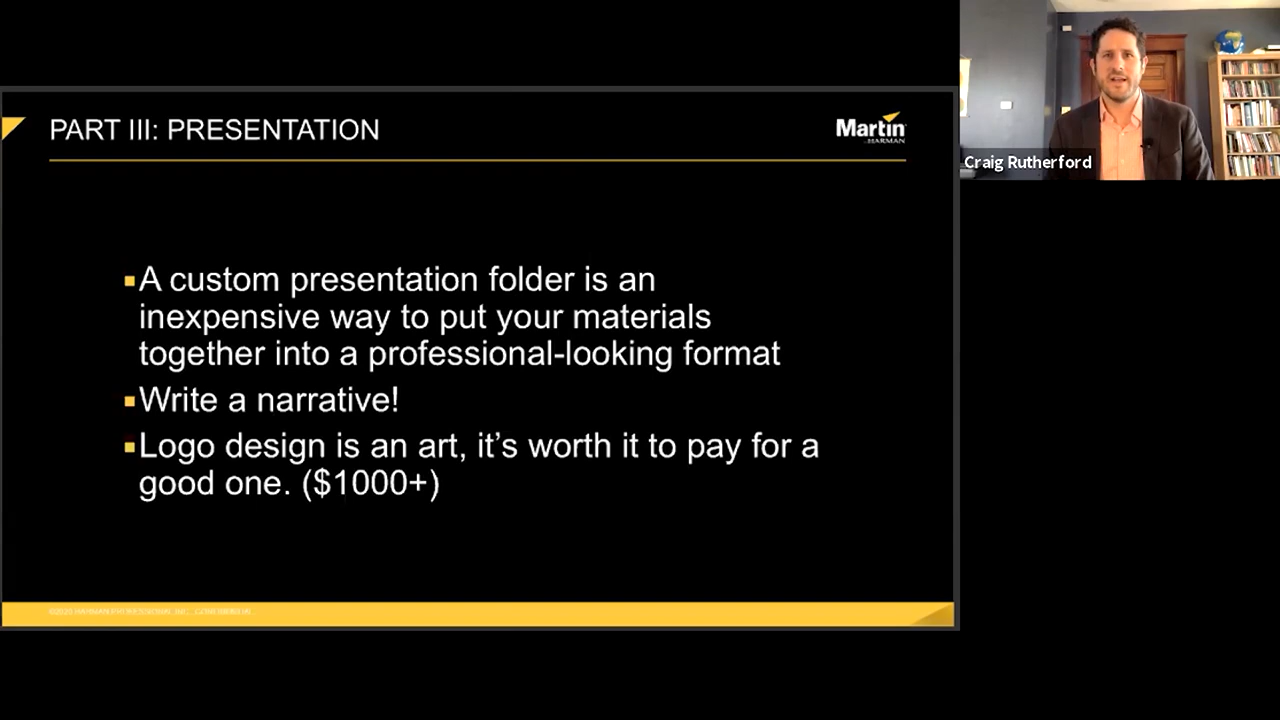 PART III: PRESENTATION
Martin
by HARMAN
▪A custom presentation folder is an
inexpensive way to put your materials
together into a professional-looking format
▪Write a narrative!
▪Logo design is an art, it's worth it to pay for a
good one. ($1000+)
Craig Rutherford